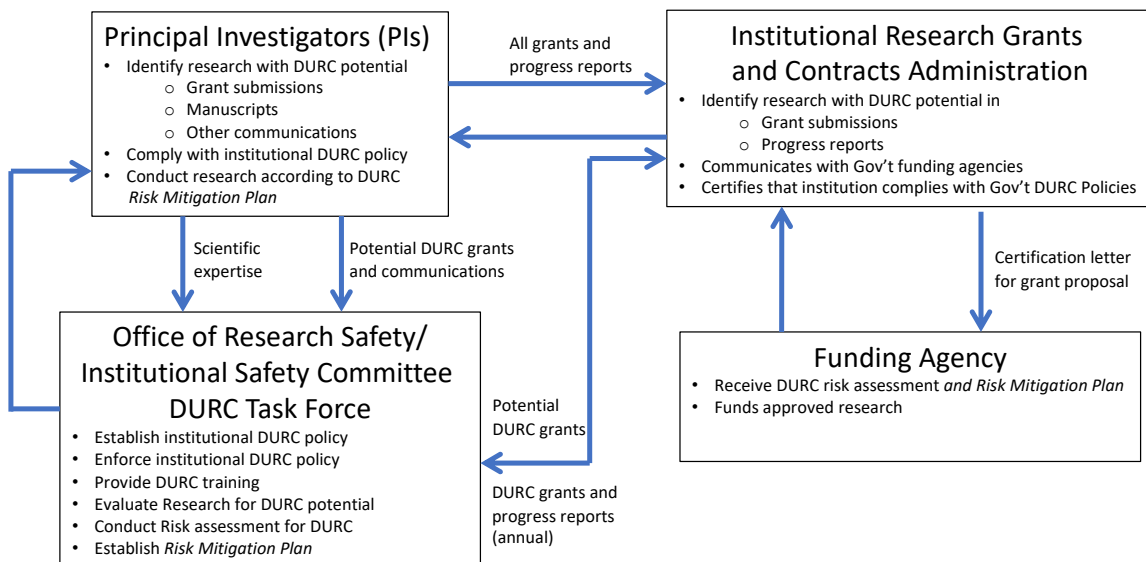 Principal Investigators (PIs)
• Identify research with DURC potential
o Grant submissions
o Manuscripts
o Other communications
• Comply with institutional DURC policy
• Conduct research according to DURC
Risk Mitigation Plan
All grants and
progress reports
Institutional Research Grants
and Contracts Administration
• Identify research with DURC potential in
o Grant submissions
o Progress reports
• Communicates with Gov't funding agencies
• Certifies that institution complies with Gov't DURC Policies
Scientific
expertise
Potential DURC grants
and communications
Certification letter
for grant proposal
Office of Research Safety/
Institutional Safety Committee
DURC Task Force
• Establish institutional DURC policy
• Enforce institutional DURC policy
• Provide DURC training
• Evaluate Research for DURC potential
• Conduct Risk assessment for DURC
• Establish Risk Mitigation Plan
Potential
DURC grants
DURC grants and
progress reports
(annual)
Funding Agency
• Receive DURC risk assessment and Risk Mitigation Plan
• Funds approved research